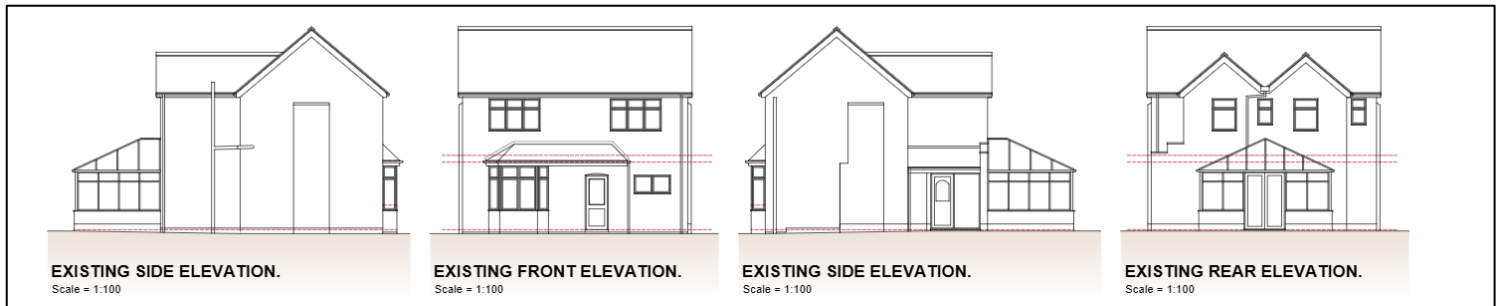 EXISTING SIDE ELEVATION.
Scale = 1:100
EXISTING FRONT ELEVATION.
Scale = 1:100
EXISTING SIDE ELEVATION.
Scale = 1:100
EXISTING REAR ELEVATION.
Scale = 1:100